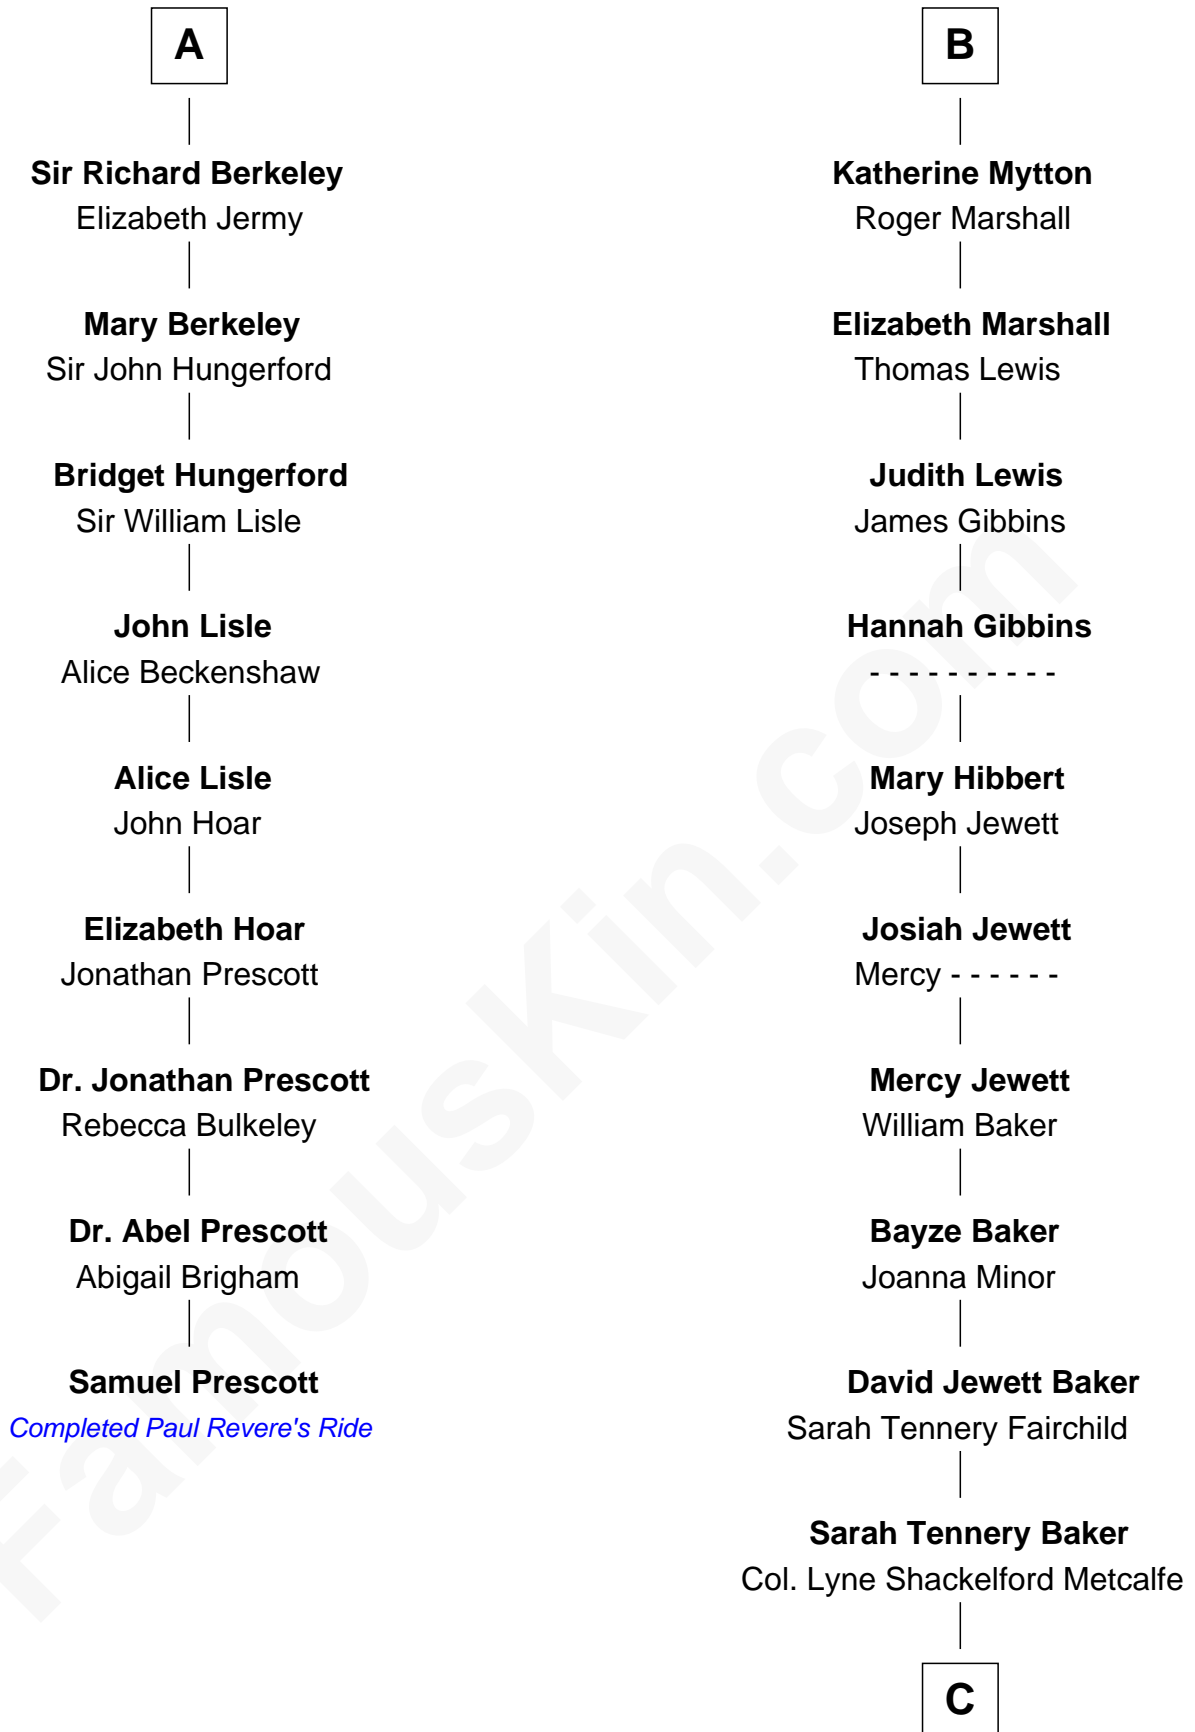 A
Sir Richard Berkeley
Elizabeth Jermy
Mary Berkeley
Sir John Hungerford
Bridget Hungerford
Sir William Lisle
John Lisle
Alice Beckenshaw
Alice Lisle
John Hoar
Elizabeth Hoar
Jonathan Prescott
Dr. Jonathan Prescott
Rebecca Bulkeley
Dr. Abel Prescott
Abigail Brigham
Samuel Prescott
Completed Paul Revere's Ride
B
Katherine Mytton
Roger Marshall
Elizabeth Marshall
Thomas Lewis
Judith Lewis
James Gibbins
Hannah Gibbins
- - - - - - - - - -
Mary Hibbert
Joseph Jewett
Josiah Jewett
Mercy - - - - - -
Mercy Jewett
William Baker
Bayze Baker
Joanna Minor
David Jewett Baker
Sarah Tennery Fairchild
Sarah Tennery Baker
Col. Lyne Shackelford Metcalfe
C
FamousKin.com